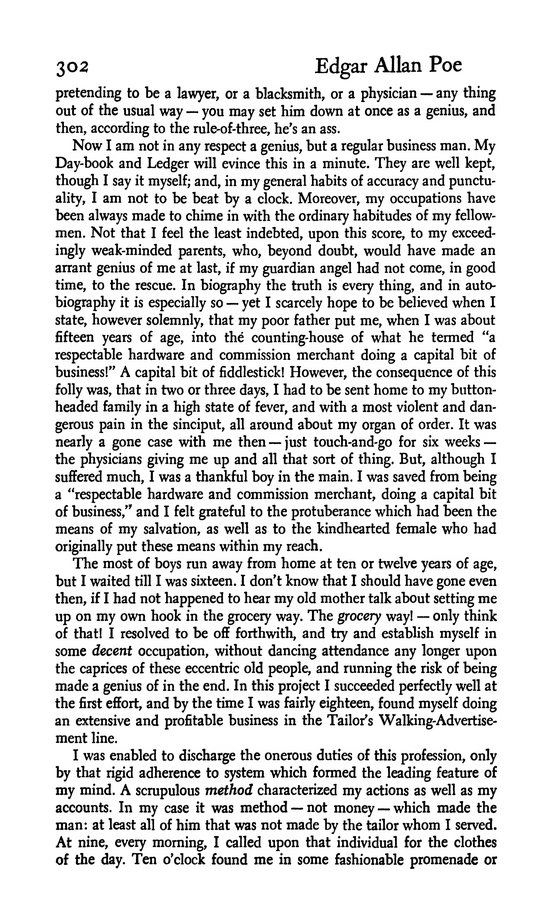 302 Edgar Allan Poe
pretending to be a lawyer, or a blacksmith, or a physician — any thing
out of the usual way — you may set him down at once as a genius, and
then, according to the rule-of-three, he's an ass.
Now I am not in any respect a genius, but a regular business man. My
Day-book and Ledger will evince this in a minute. They are well kept,
though I say it myself; and, in my general habits of accuracy and punctu-
ality, I am not to be beat by a clock. Moreover, my occupations have
been always made to chime in with the ordinary habitudes of my fellow-
men. Not that I feel the least indebted, upon this score, to my exceed-
ingly weak-minded parents, who, beyond doubt, would have made an
arrant genius of me at last, if my guardian angel had not come, in good
time, to the rescue. In biography the truth is every thing, and in auto-
biography it is especially so — yet I scarcely hope to be believed when I
state, however solemnly, that my poor father put me, when I was about
fifteen years of age, into thé counting-house of what he termed "a
respectable hardware and commission merchant doing a capital bit of
business!" A capital bit of fiddlestick! However, the consequence of this
folly was, that in two or three days, I had to be sent home to my button-
headed family in a high state of fever, and with a most violent and dan-
gerous pain in the sinciput, all around about my organ of order. It was
nearly a gone case with me then — just touch-and-go for six weeks —
the physicians giving me up and all that sort of thing. But, although I
suffered much, I was a thankful boy in the main. I was saved from being
a "respectable hardware and commission merchant, doing a capital bit
of business," and I felt grateful to the protuberance which had been the
means of my salvation, as well as to the kindhearted female who had
originally put these means within my reach.
The most of boys run away from home at ten or twelve years of age,
but I waited till I was sixteen. I don't know that I should have gone even
then, if I had not happened to hear my old mother talk about setting me
up on my own hook in the grocery way. The grocery way! — only think
of that! I resolved to be off forthwith, and try and establish myself in
some decent occupation, without dancing attendance any longer upon
the caprices of these eccentric old people, and running the risk of being
made a genius of in the end. In this project I succeeded perfectly well at
the first effort, and by the time I was fairly eighteen, found myself doing
an extensive and profitable business in the Tailor's Walking-Advertise-
ment line.
I was enabled to discharge the onerous duties of this profession, only
by that rigid adherence to system which formed the leading feature of
my mind. A scrupulous method characterized my actions as well as my
accounts. In my case it was method — not money — which made the
man: at least all of him that was not made by the tailor whom I served.
At nine, every morning, I called upon that individual for the clothes
of the day. Ten o'clock found me in some fashionable promenade or